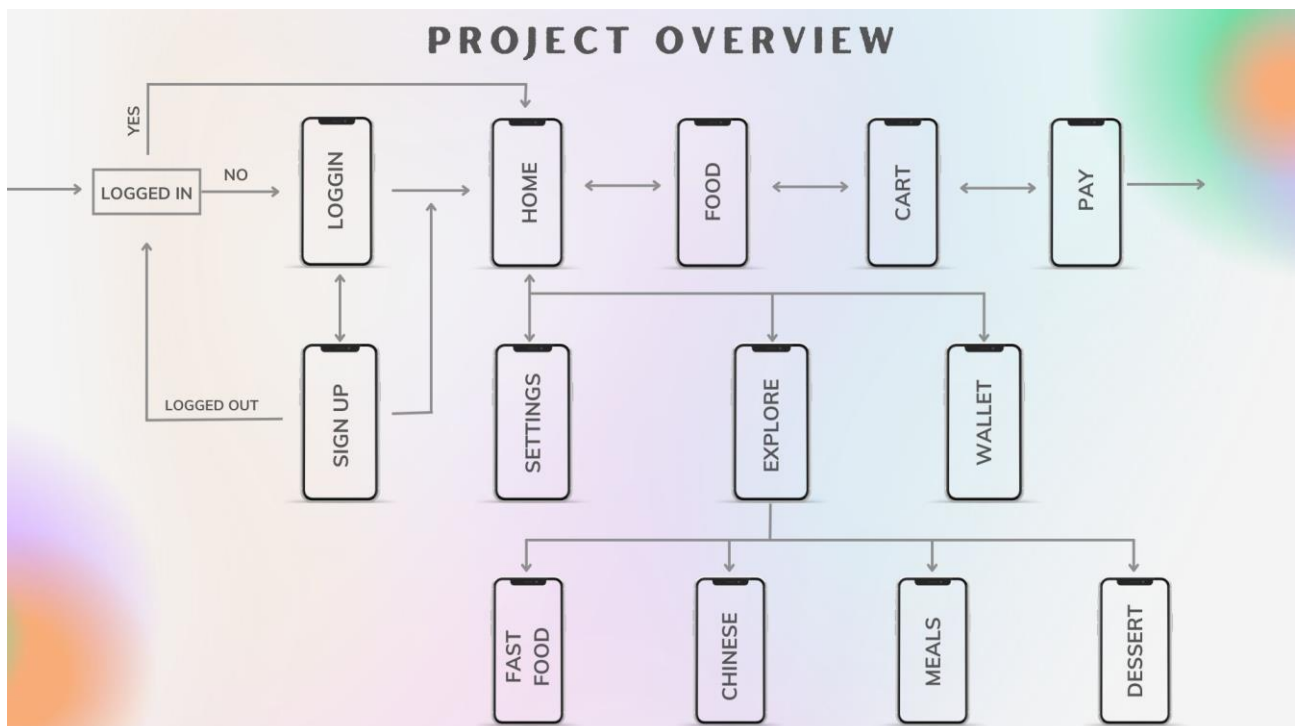 PROJECT OVERVIEW
YES
LOGGED IN
NO
LOGGIN
HOME
FOOD
CART
PAY
LOGGED OUT
SIGN UP
SETTINGS
EXPLORE
WALLET
FAST
FOOD
CHINESE
MEALS
DESSERT